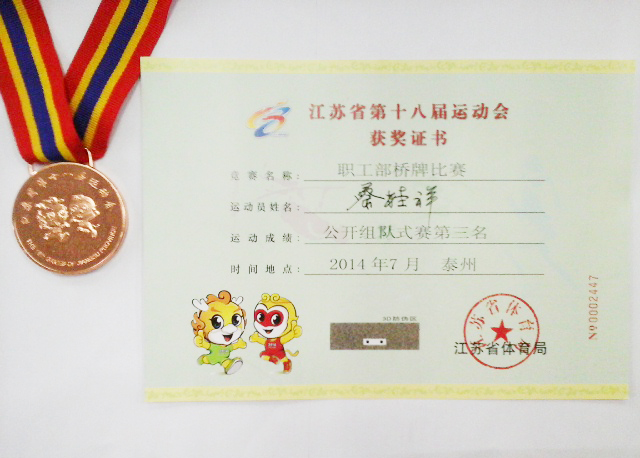 江苏省第十八届运动会
获奖证书
竞赛名称：职工部桥牌比赛
运动员姓名：蔡桂祥
运动成绩：公开组队式赛第三名
时间地点：2014年7月 泰州
江苏省体育局
№0002447